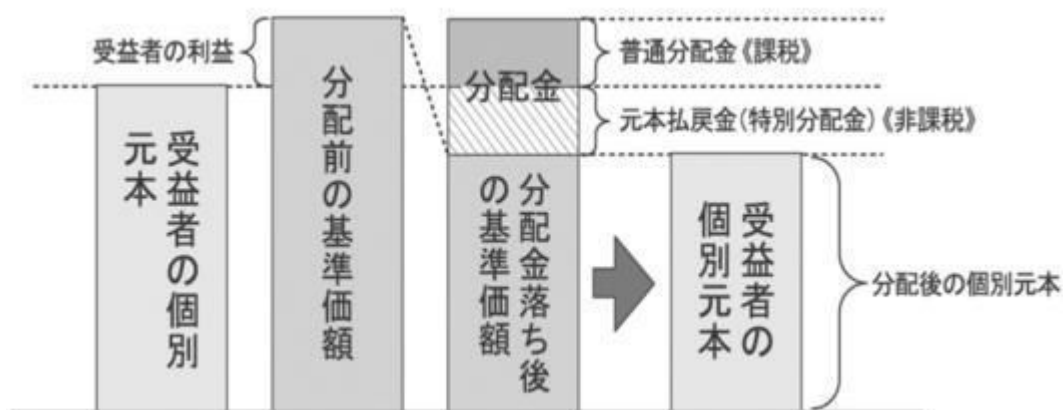 受益者の利益
受益者の個別
元本
分配前の基準価額
分配金
分配金落ち後
の基準価額
普通分配金《課税》
元本払戻金(特別分配金)《非課税》
受益者の
個別元本
分配後の個別元本